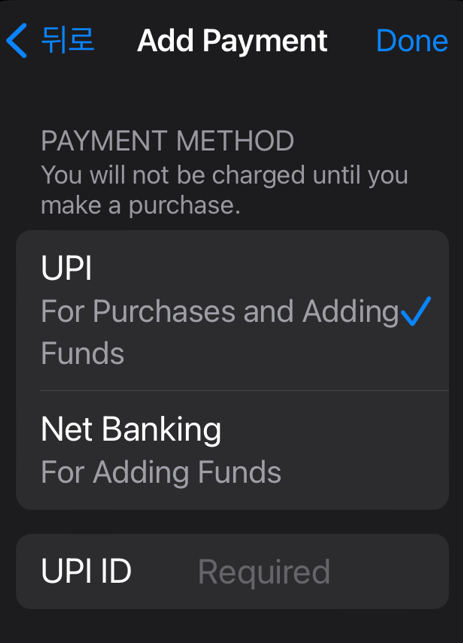 뒤로 Add Payment Done
PAYMENT METHOD
You will not be charged until you
make a purchase.
UPI
For Purchases and Adding
Funds
Net Banking
For Adding Funds
UPI ID Required